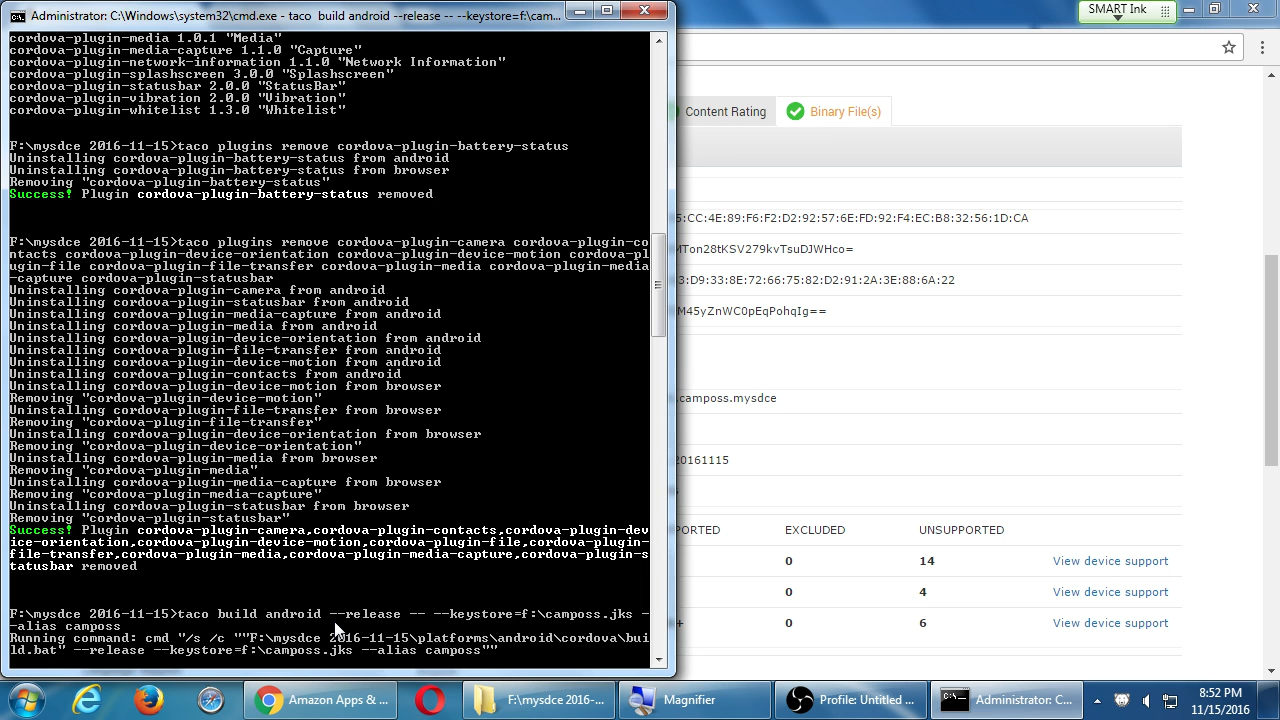 Administrator: C:\Windows\system32\cmd.exe - taco  build android --release -- --keystore=f:\cam...
cordova-plugin-media 1.0.1 "Media"
cordova-plugin-media-capture 1.1.0 "Capture"
cordova-plugin-network-information 1.1.0 "Network Information"
cordova-plugin-splashscreen 3.0.0 "Splashscreen"
cordova-plugin-statusbar 2.0.0 "StatusBar"
cordova-plugin-vibration 2.0.0 "Vibration"
cordova-plugin-whitelist 1.3.0 "Whitelist"
F:\mysdce 2016-11-15>taco plugins remove cordova-plugin-battery-status
Uninstalling cordova-plugin-battery-status from android
Uninstalling cordova-plugin-battery-status from browser
Removing "cordova-plugin-battery-status"
Success! Plugin cordova-plugin-battery-status removed
F:\mysdce 2016-11-15>taco plugins remove cordova-plugin-camera cordova-plugin-co
ntacts cordova-plugin-device-orientation cordova-plugin-device-motion cordova-pl
ugin-file cordova-plugin-file-transfer cordova-plugin-media cordova-plugin-media
-capture cordova-plugin-statusbar
Uninstalling cordova-plugin-camera from android
Uninstalling cordova-plugin-statusbar from android
Uninstalling cordova-plugin-media-capture from android
Uninstalling cordova-plugin-media from android
Uninstalling cordova-plugin-device-orientation from android
Uninstalling cordova-plugin-file-transfer from android
Uninstalling cordova-plugin-device-motion from android
Uninstalling cordova-plugin-contacts from android
Uninstalling cordova-plugin-device-motion from browser
Removing "cordova-plugin-device-motion"
Uninstalling cordova-plugin-file-transfer from browser
Removing "cordova-plugin-file-transfer"
Uninstalling cordova-plugin-device-orientation from browser
Removing "cordova-plugin-device-orientation"
Uninstalling cordova-plugin-media from browser
Removing "cordova-plugin-media"
Uninstalling cordova-plugin-media-capture from browser
Removing "cordova-plugin-media-capture"
Uninstalling cordova-plugin-statusbar from browser
Removing "cordova-plugin-statusbar"
Success! Plugin cordova-plugin-camera,cordova-plugin-contacts,cordova-plugin-dev
ice-orientation,cordova-plugin-device-motion,cordova-plugin-file,cordova-plugin-
file-transfer,cordova-plugin-media,cordova-plugin-media-capture,cordova-plugin-s
tatusbar removed
F:\mysdce 2016-11-15>taco build android --release -- --keystore=f:\camposs.jks -
-alias camposs
Running command: cmd "/s /c ""F:\mysdce 2016-11-15\platforms\android\cordova\bui
ld.bat" --release --keystore=f:\camposs.jks --alias camposs""
SMART Ink
Content Rating
Binary File(s)
5:CC:4E:89:F6:F2:D2:92:57:6E:FD:92:F4:EC:B8:32:56:1D:CA
MTon28tKSV279kvTsuDJWHco=
3:D9:33:8E:72:66:75:82:D2:91:2A:3E:88:6A:22
M45yZnWC0pEqPohqIg==
.camposs.mysdce
20161115
PORTED EXCLUDED UNSUPPORTED
0 14 View device support
0 4 View device support
+ 0 6 View device support
Amazon Apps & ...
F:\mysdce 2016-...
Magnifier
Profile: Untitled ...
Administrator: C...
8:52 PM
11/15/2016